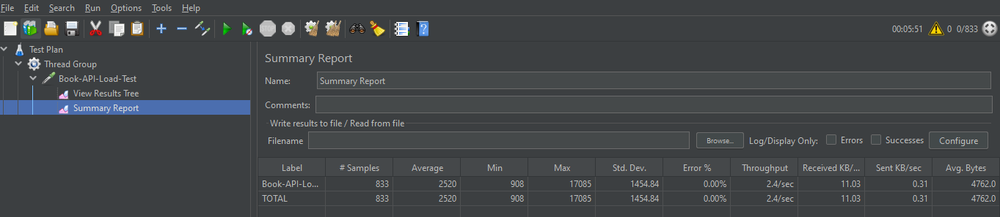 File Edit Search Run Options Tools Help
STOP 00:05:51 0 0/833
Test Plan
Thread Group
Book-API-Load-Test
View Results Tree
Summary Report
Summary Report
Name: Summary Report
Comments:
Write results to file / Read from file
Filename Browse... Log/Display Only: Errors Successes Configure
Label # Samples Average Min Max Std. Dev. Error % Throughput Received KB/... Sent KB/sec Avg. Bytes
Book-API-Lo... 833 2520 908 17085 1454.84 0.00% 2.4/sec 11.03 0.31 4762.0
TOTAL 833 2520 908 17085 1454.84 0.00% 2.4/sec 11.03 0.31 4762.0